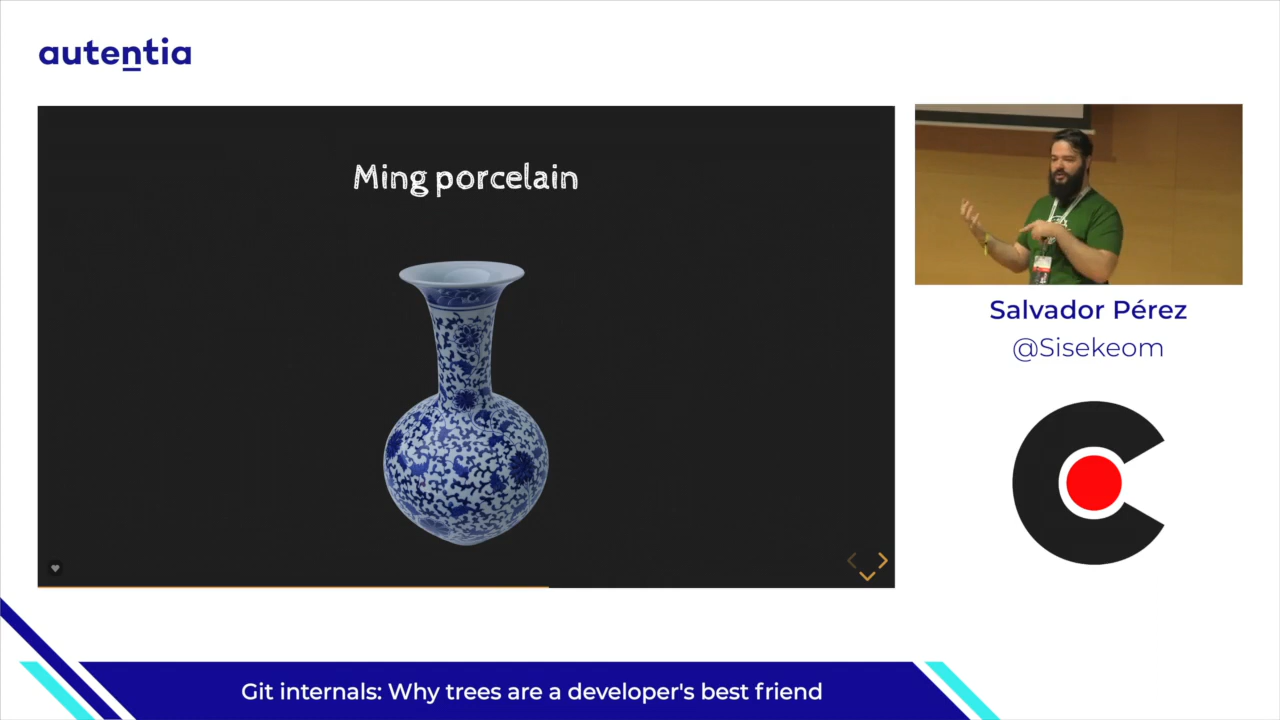 autentia
Ming porcelain
Salvador Pérez
@Sisekeom
Git internals: Why trees are a developer's best friend